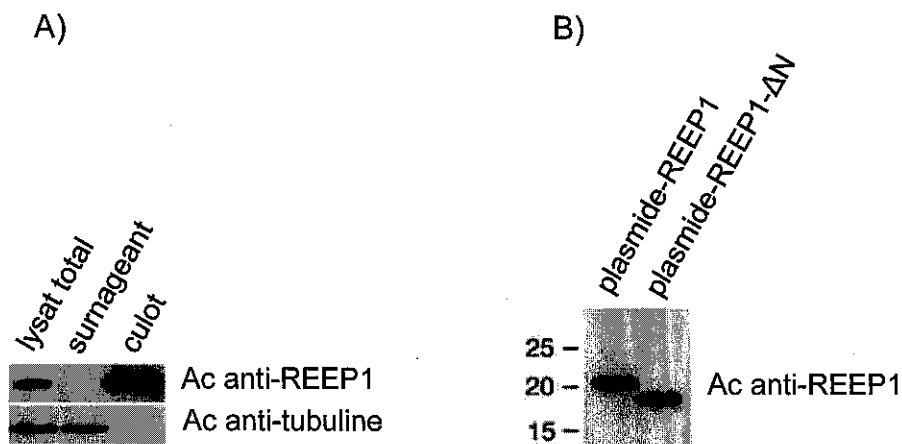 A)
lysat total
surnageant
culot
Ac anti-REEP1
Ac anti-tubuline
B)
plasmide-REEP1
plasmide-REEP1-ΔN
25 –
20 –
15 –
Ac anti-REEP1